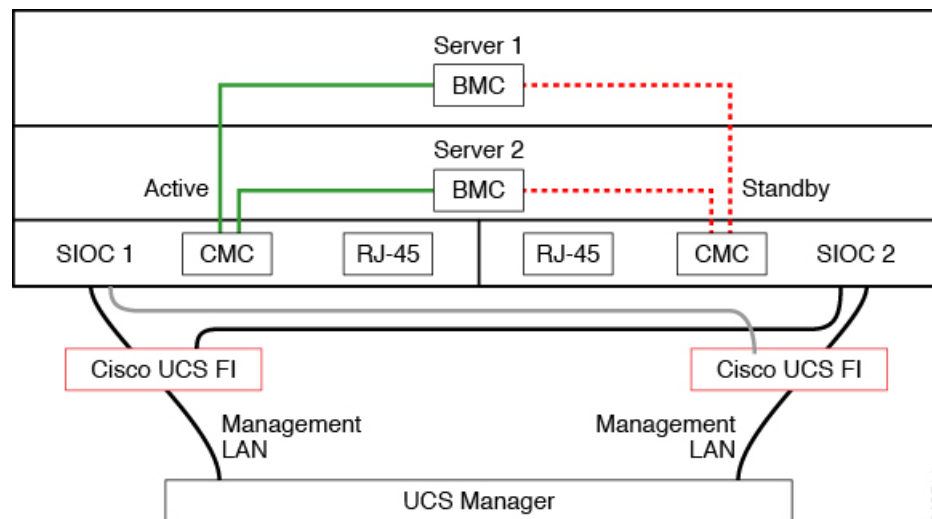 Server 1
BMC
Server 2
BMC
Active
Standby
SIOC 1
CMC
RJ-45
RJ-45
CMC
SIOC 2
Cisco UCS FI
Cisco UCS FI
Management
LAN
Management
LAN
UCS Manager